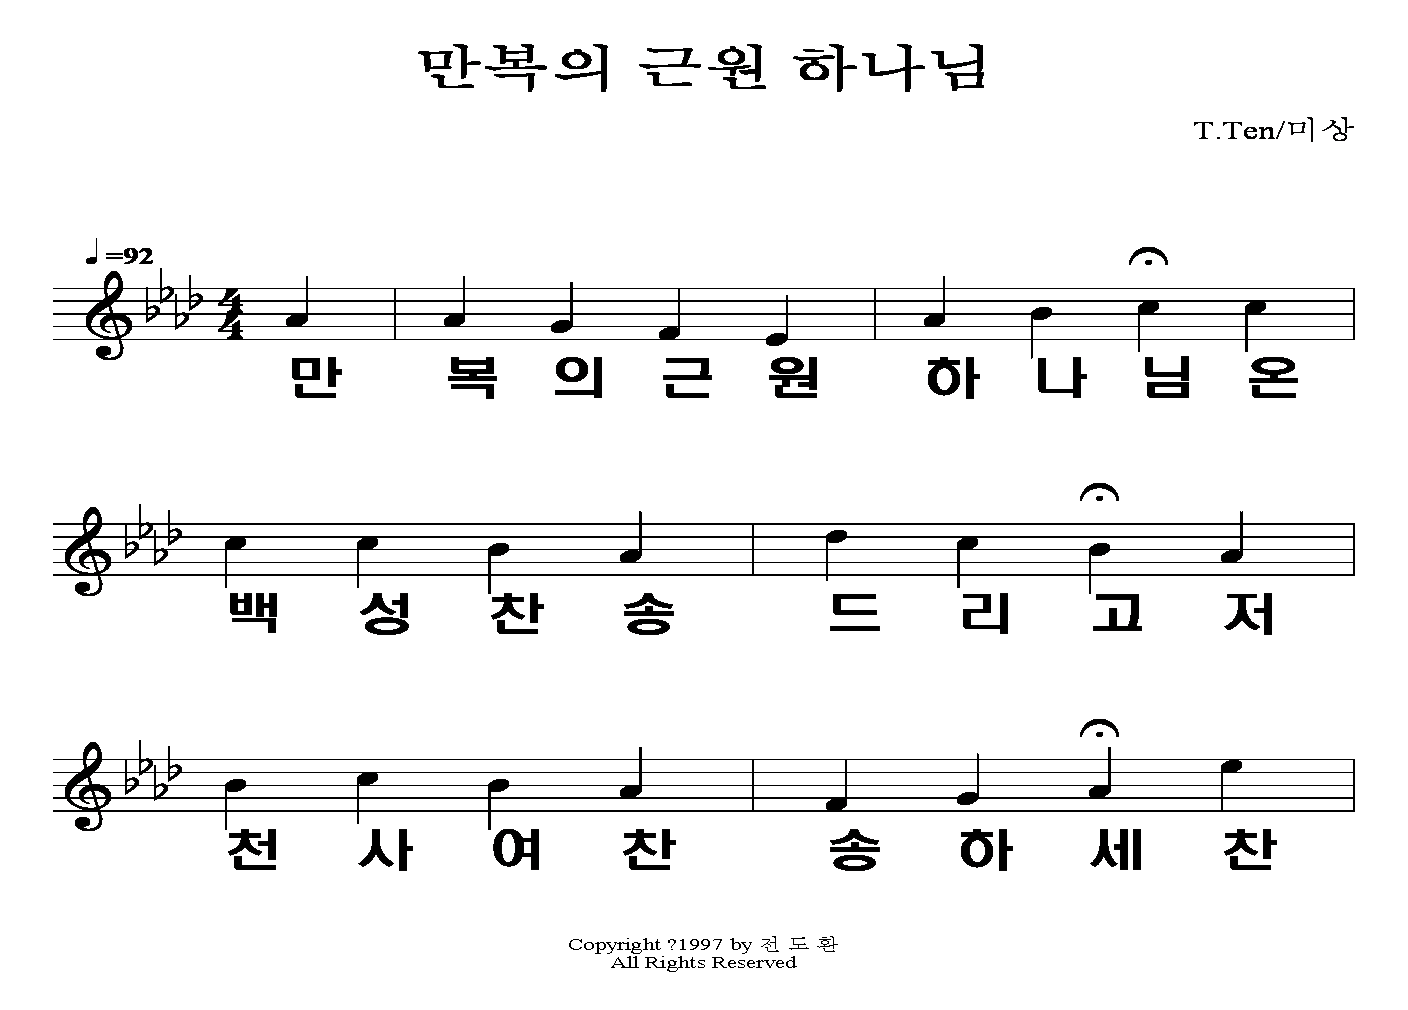 만복의 근원 하나님
T.Ten/미상
=92
4
4
만 복 의 근 원 하 나 님 온
백 성 찬 송 드 리 고 저
천 사 여 찬 송 하 세 찬
Copyright ?1997 by 전 도 환
All Rights Reserved